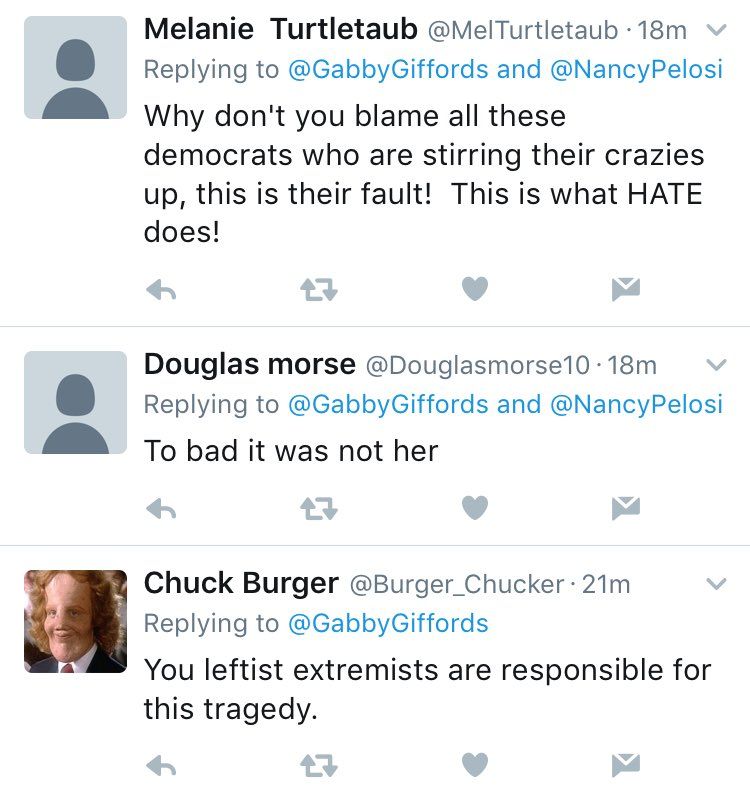 Melanie  Turtletaub @MelTurtletaub · 18m
Replying to @GabbyGiffords and @NancyPelosi
Why don't you blame all these
democrats who are stirring their crazies
up, this is their fault!  This is what HATE
does!
Douglas morse @Douglasmorse10 · 18m
Replying to @GabbyGiffords and @NancyPelosi
To bad it was not her
Chuck Burger @Burger_Chucker · 21m
Replying to @GabbyGiffords
You leftist extremists are responsible for
this tragedy.